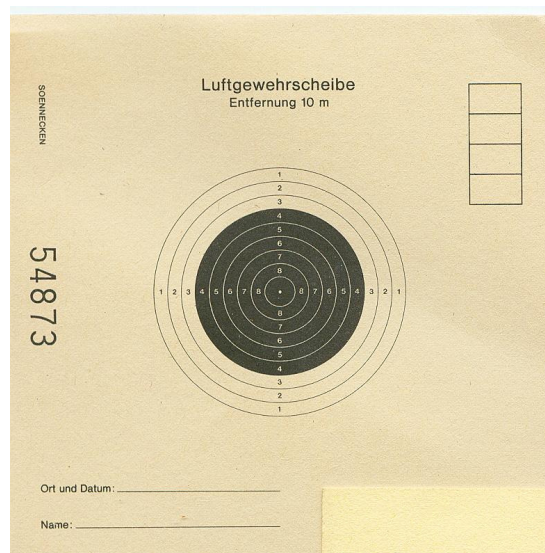 Luftgewehrscheibe
Entfernung 10 m
SOENNECKEN
54873
1
2
3
4
5
6
7
8
1 2 3 4 5 6 7 8 8 7 6 5 4 3 2 1
8
7
6
5
4
3
2
1
Ort und Datum:
Name: